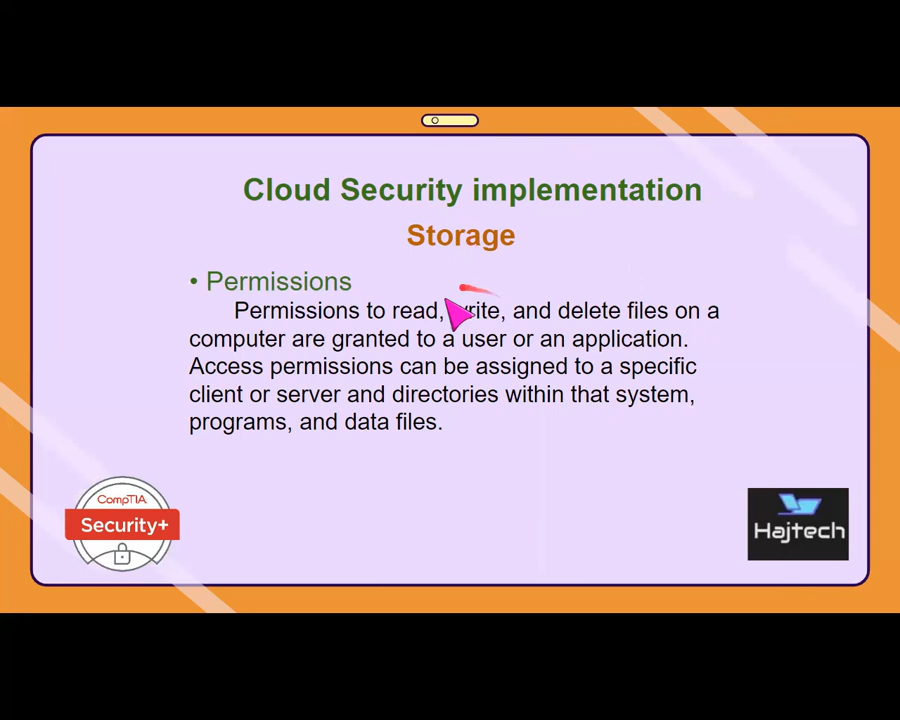 Cloud Security implementation
Storage
• Permissions
Permissions to read, write, and delete files on a
computer are granted to a user or an application.
Access permissions can be assigned to a specific
client or server and directories within that system,
programs, and data files.
CompTIA
Security+
Hajtech